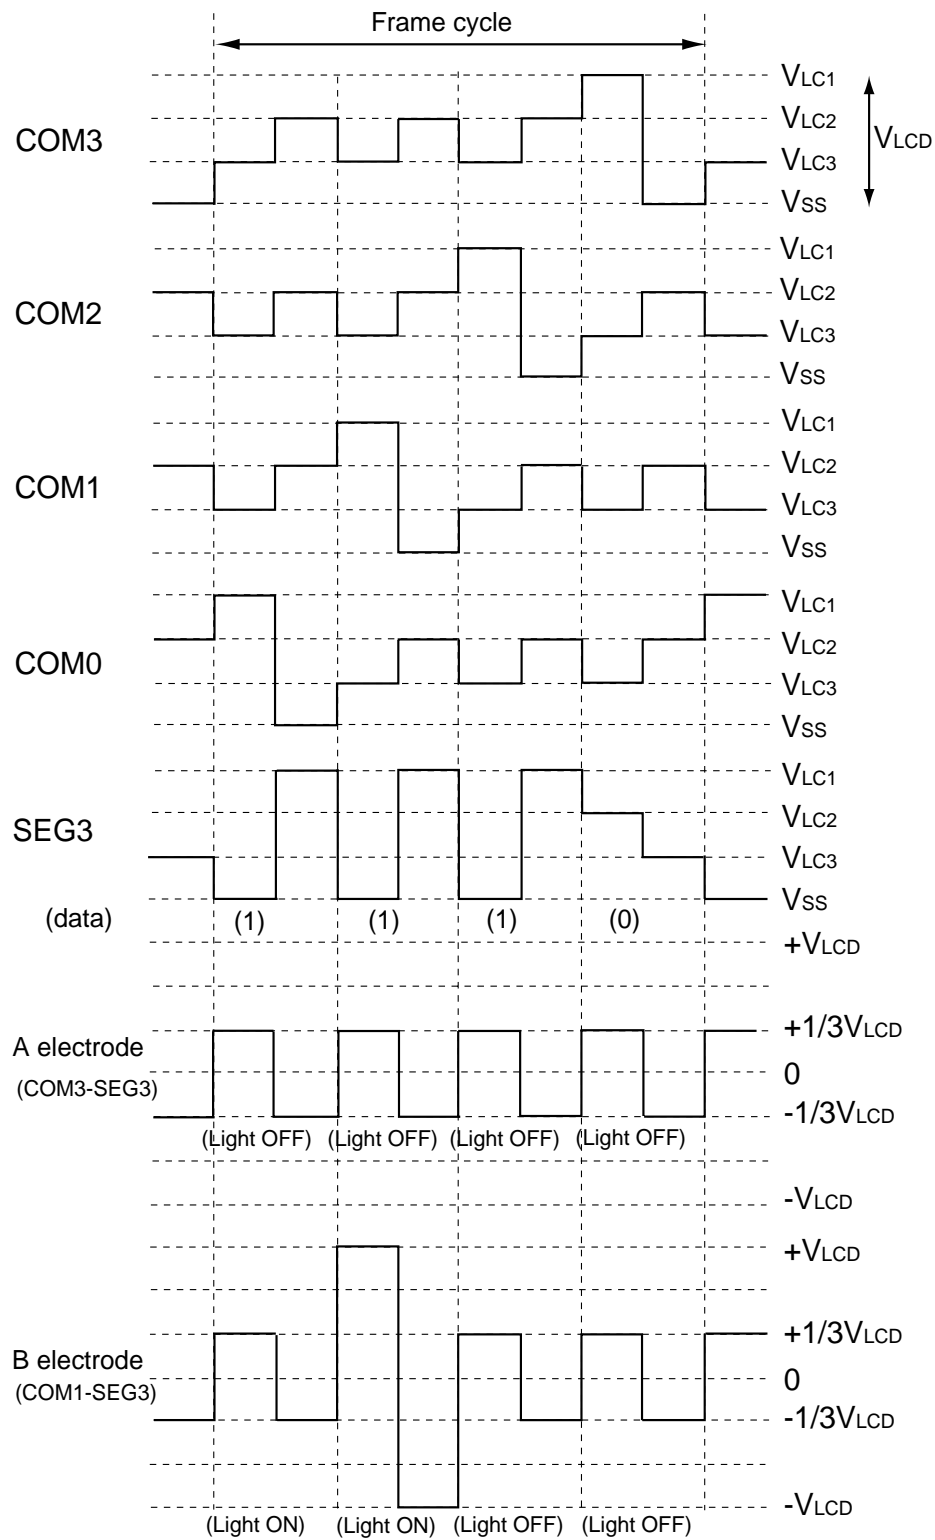 Frame cycle
COM3
VLC1
VLC2
VLC3
VSS
VLCD
COM2
VLC1
VLC2
VLC3
VSS
COM1
VLC1
VLC2
VLC3
VSS
COM0
VLC1
VLC2
VLC3
VSS
SEG3
VLC1
VLC2
VLC3
VSS
(data)
(1) (1) (1) (0)
+VLCD
A electrode
(COM3-SEG3)
+1/3VLCD
0
-1/3VLCD
(Light OFF) (Light OFF) (Light OFF) (Light OFF)
-VLCD
+VLCD
B electrode
(COM1-SEG3)
+1/3VLCD
0
-1/3VLCD
-VLCD
(Light ON) (Light ON) (Light OFF) (Light OFF)